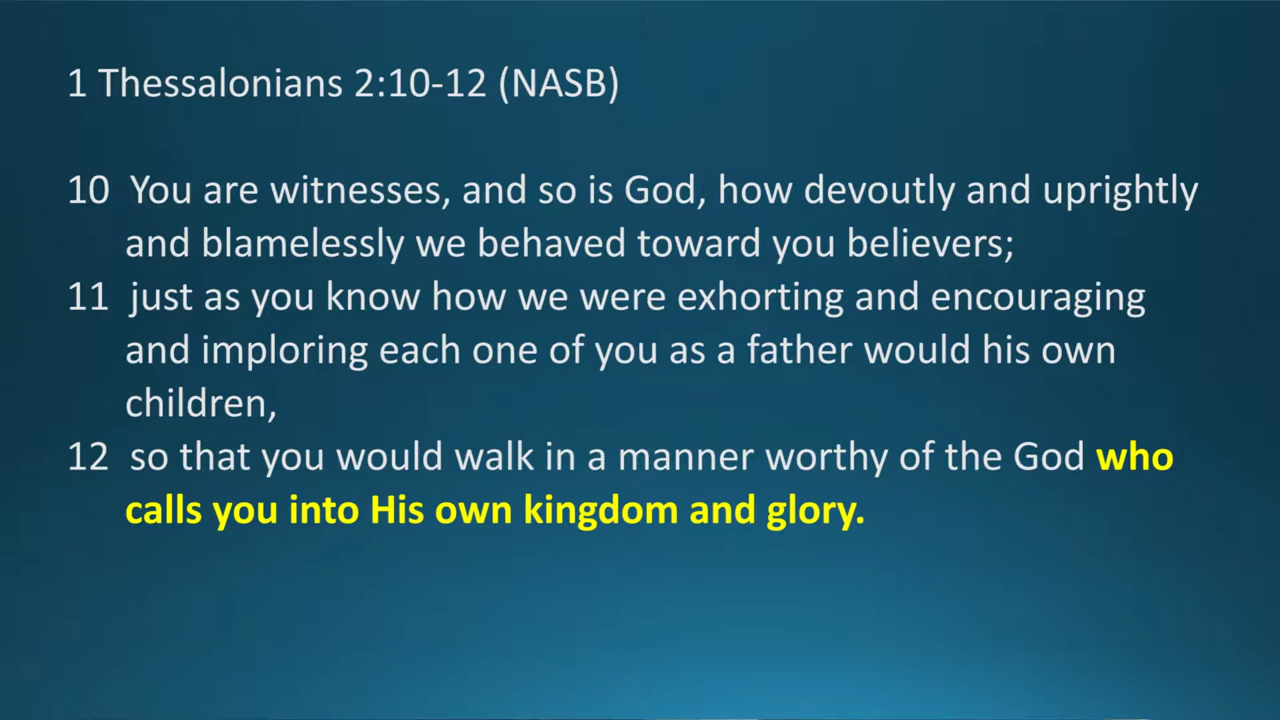 1 Thessalonians 2:10-12 (NASB)
10 You are witnesses, and so is God, how devoutly and uprightly
and blamelessly we behaved toward you believers;
11 just as you know how we were exhorting and encouraging
and imploring each one of you as a father would his own
children,
12 so that you would walk in a manner worthy of the God who
calls you into His own kingdom and glory.